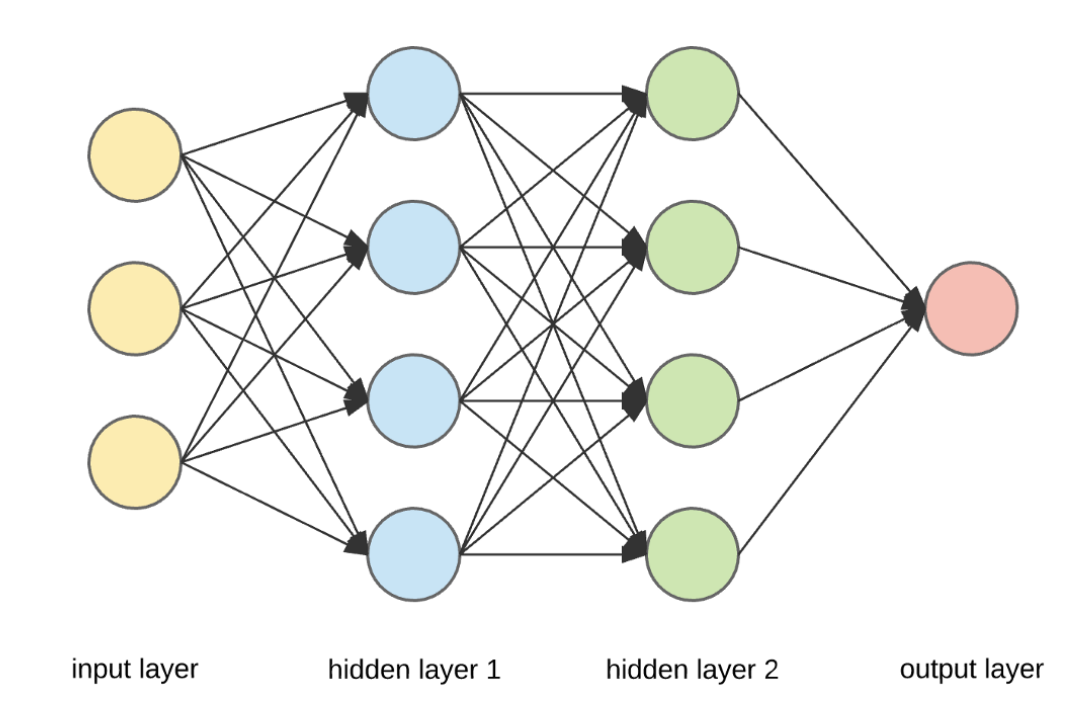 input layer
hidden layer 1
hidden layer 2
output layer